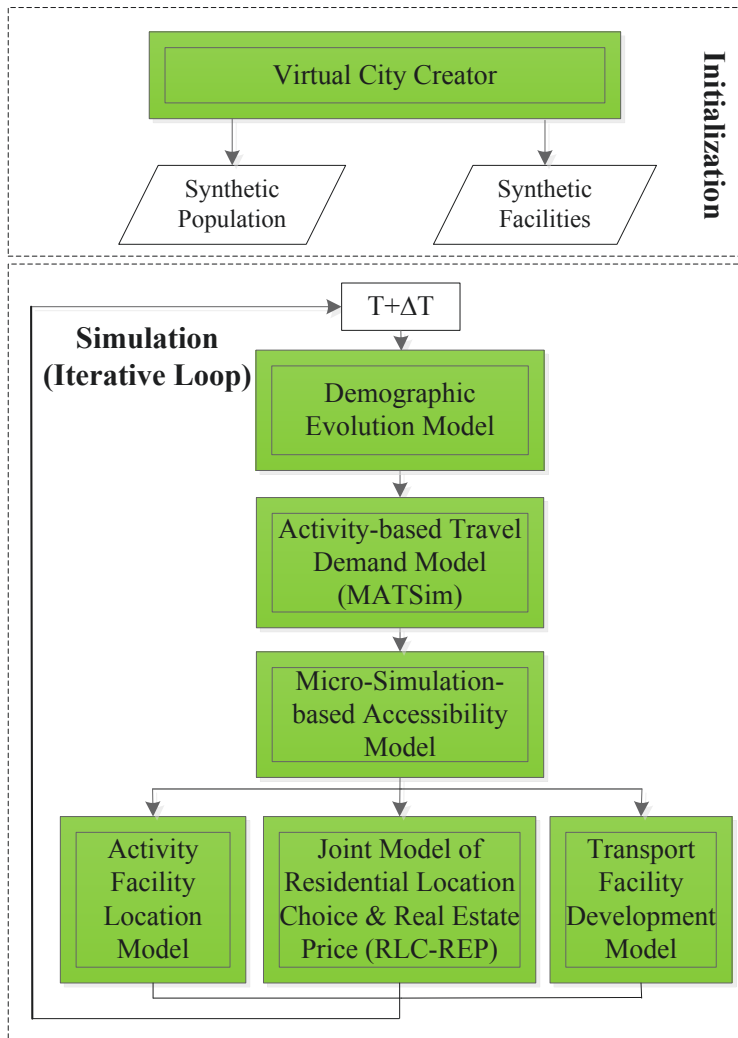 Virtual City Creator
Initialization
Synthetic
Population
Synthetic
Facilities
T+ΔT
Simulation
(Iterative Loop)
Demographic
Evolution Model
Activity-based Travel
Demand Model
(MATSim)
Micro-Simulation-
based Accessibility
Model
Activity
Facility
Location
Model
Joint Model of
Residential Location
Choice & Real Estate
Price (RLC-REP)
Transport
Facility
Development
Model